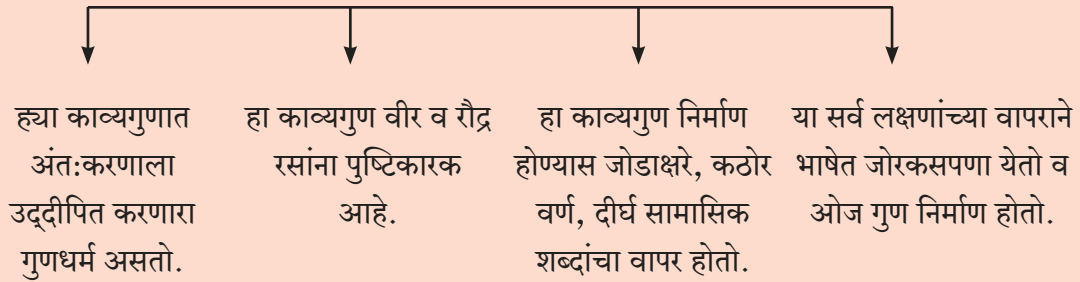 ह्या काव्यगुणात
अंत:करणाला
उद्‌दीपित करणारा
गुणधर्म असतो.
हा काव्यगुण वीर व रौद्र
रसांना पुष्टिकारक
आहे.
हा काव्यगुण निर्माण
होण्यास जोडाक्षरे, कठोर
वर्ण, दीर्घ सामासिक
शब्दांचा वापर होतो.
या सर्व लक्षणांच्या वापराने
भाषेत जोरकसपणा येतो व
ओज गुण निर्माण होतो.